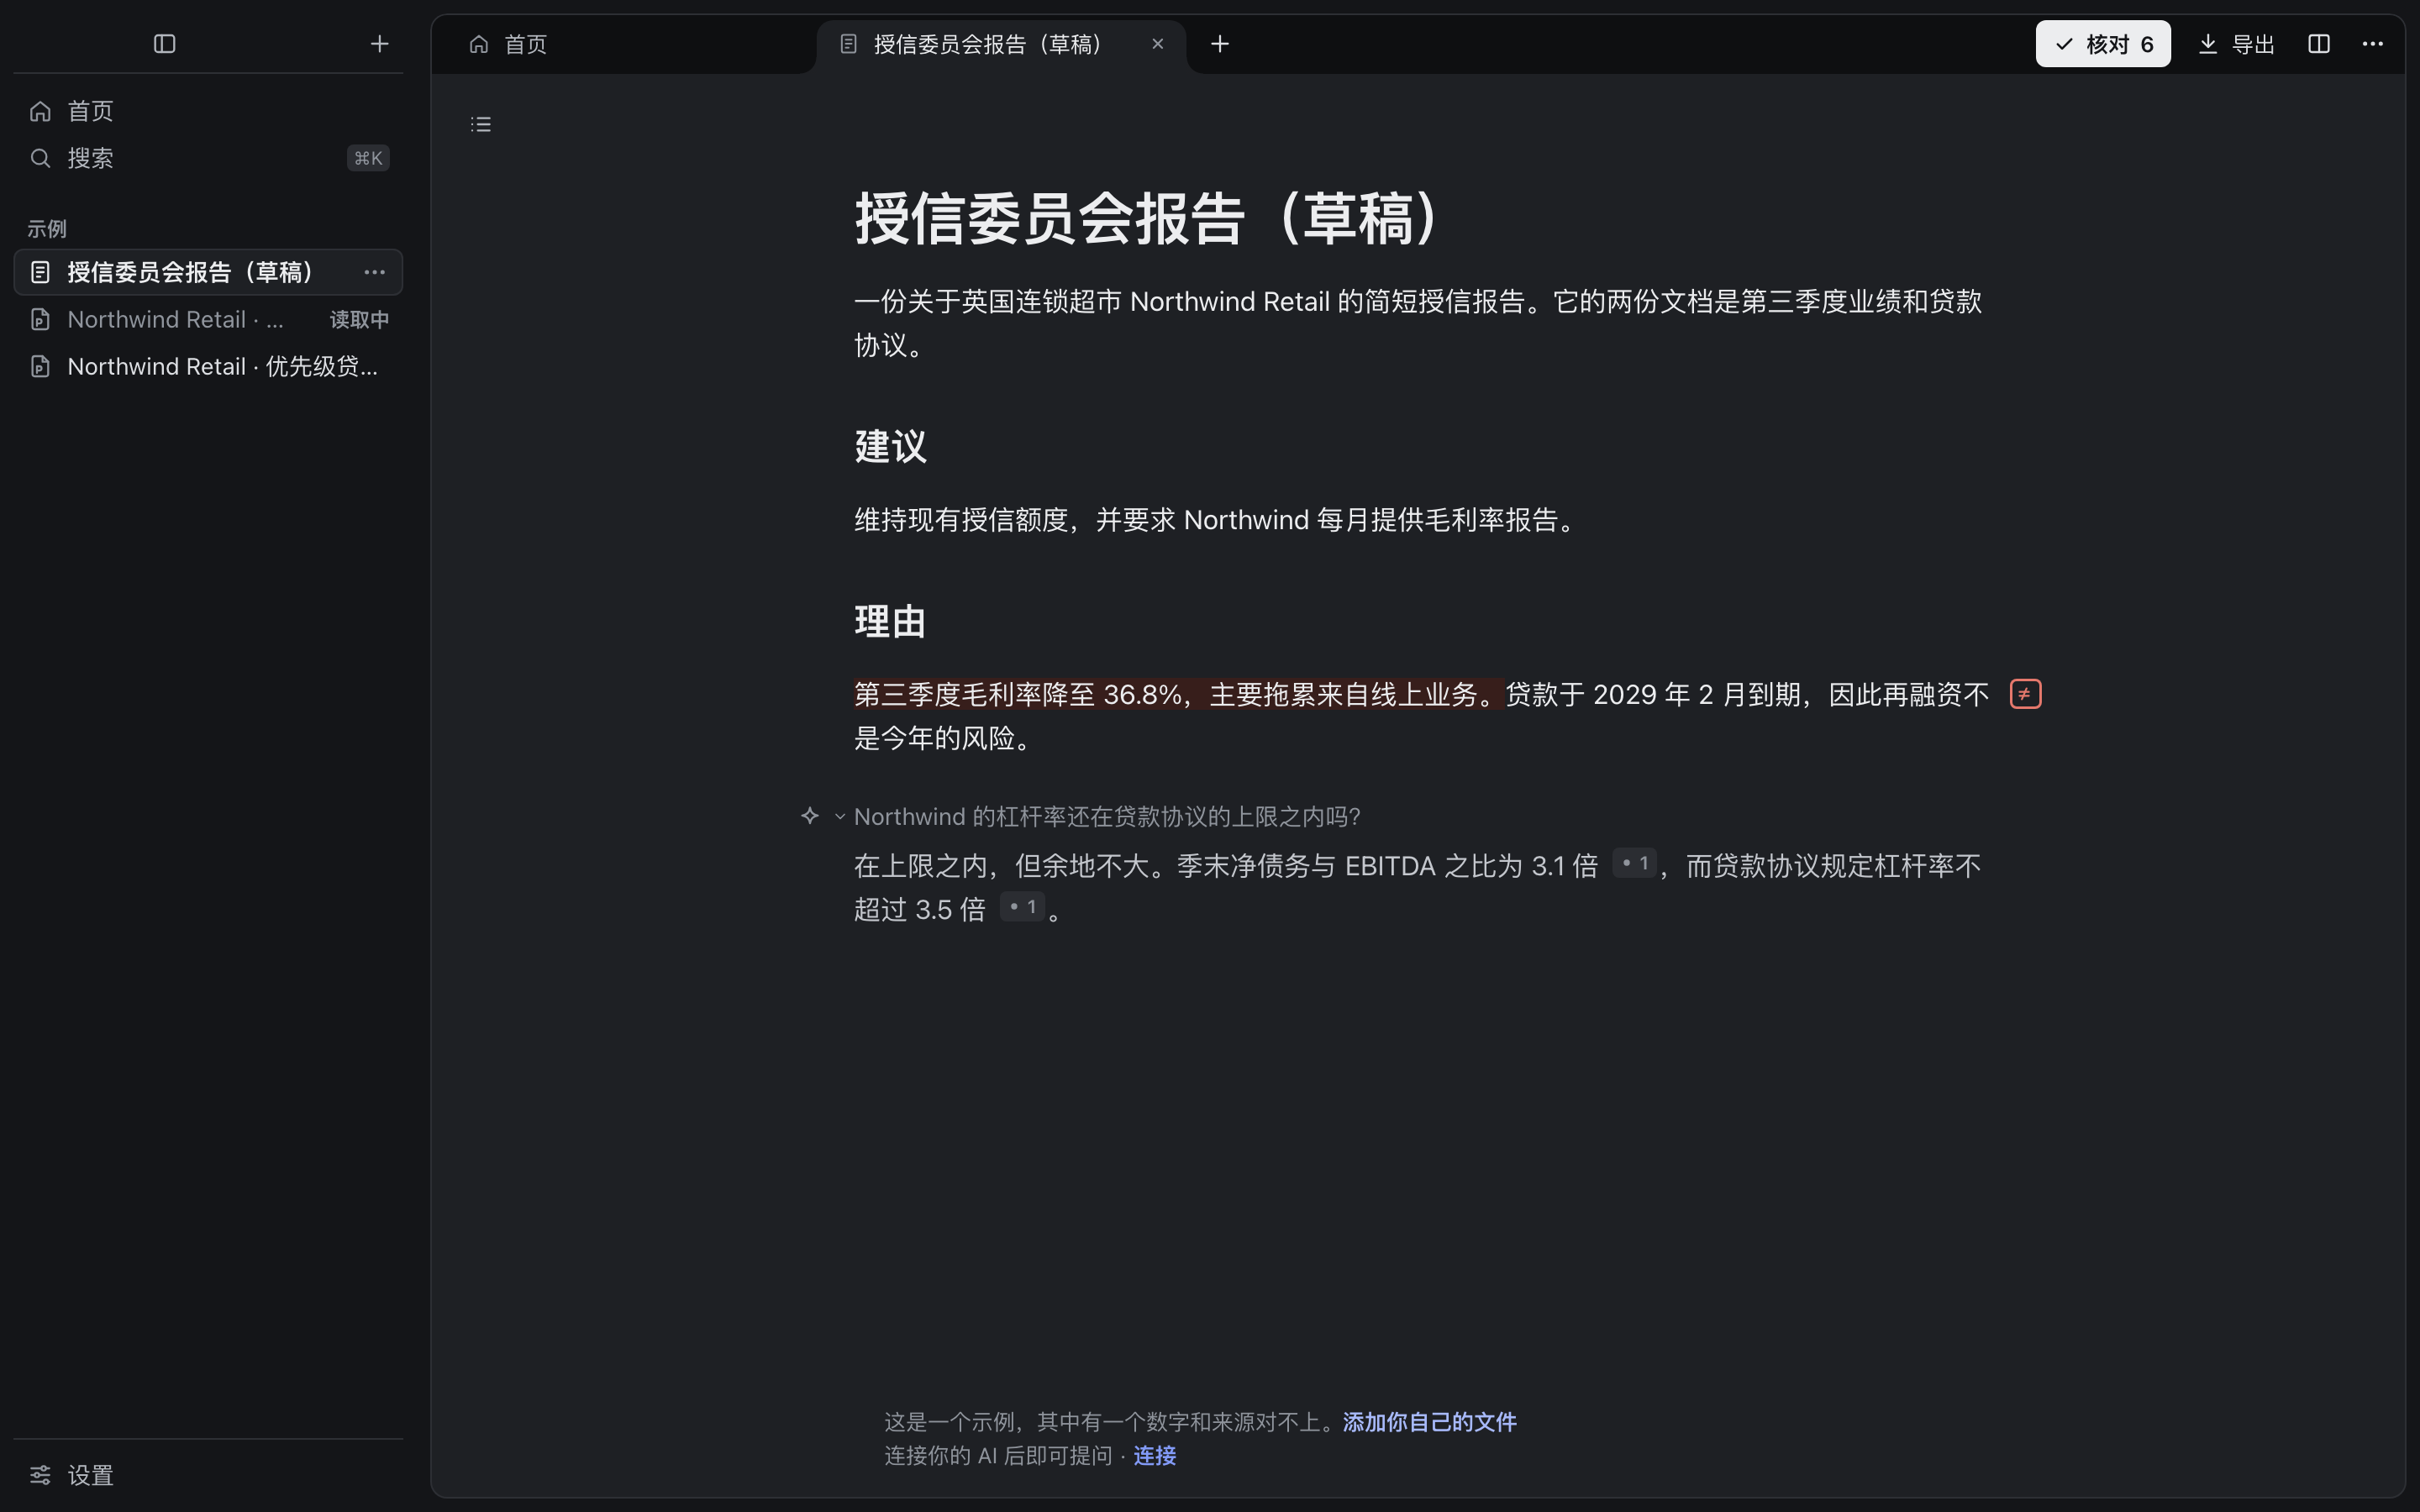 首页
搜索
⌘K
示例
授信委员会报告（草稿）
Northwind Retail · ...
读取中
Northwind Retail · 优先级贷...
设置
首页
授信委员会报告（草稿）
核对 6
导出
授信委员会报告（草稿）
一份关于英国连锁超市 Northwind Retail 的简短授信报告。它的两份文档是第三季度业绩和贷款
协议。
建议
维持现有授信额度，并要求 Northwind 每月提供毛利率报告。
理由
第三季度毛利率降至 36.8%，主要拖累来自线上业务。贷款于 2029 年 2 月到期，因此再融资不
≠
是今年的风险。
Northwind 的杠杆率还在贷款协议的上限之内吗？
在上限之内，但余地不大。季末净债务与 EBITDA 之比为 3.1 倍 • 1，而贷款协议规定杠杆率不
超过 3.5 倍 • 1。
这是一个示例，其中有一个数字和来源对不上。添加你自己的文件
连接你的 AI 后即可提问 · 连接